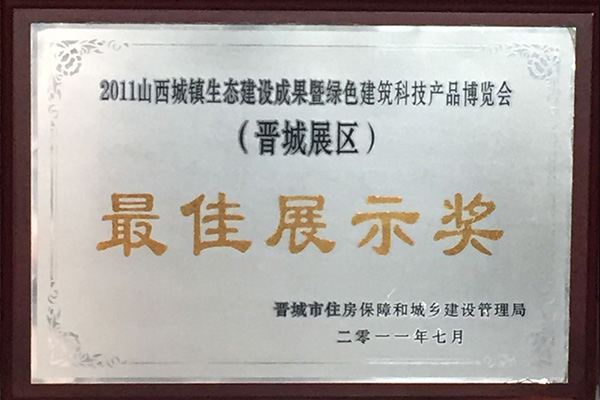 2011山西城镇生态建设成果暨绿色建筑科技产品博览会
（晋城展区）
最佳展示奖
晋城市住房保障和城乡建设管理局
二零一一年七月